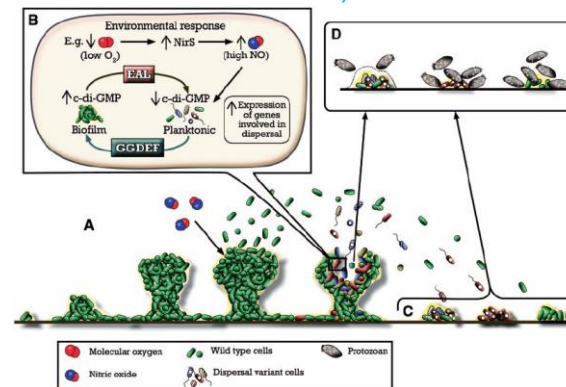 B
Environmental response
E.g. ↓ → ↑ NirS → ↑
(low O₂) (high NO)
EAL
↑ c-di-GMP ↓ c-di-GMP
Biofilm Planktonic
GGDEF
↑ Expression
of genes
involved in
dispersal
D
A
C
Molecular oxygen
Nitric oxide
Wild type cells
Dispersal variant cells
Protozoan